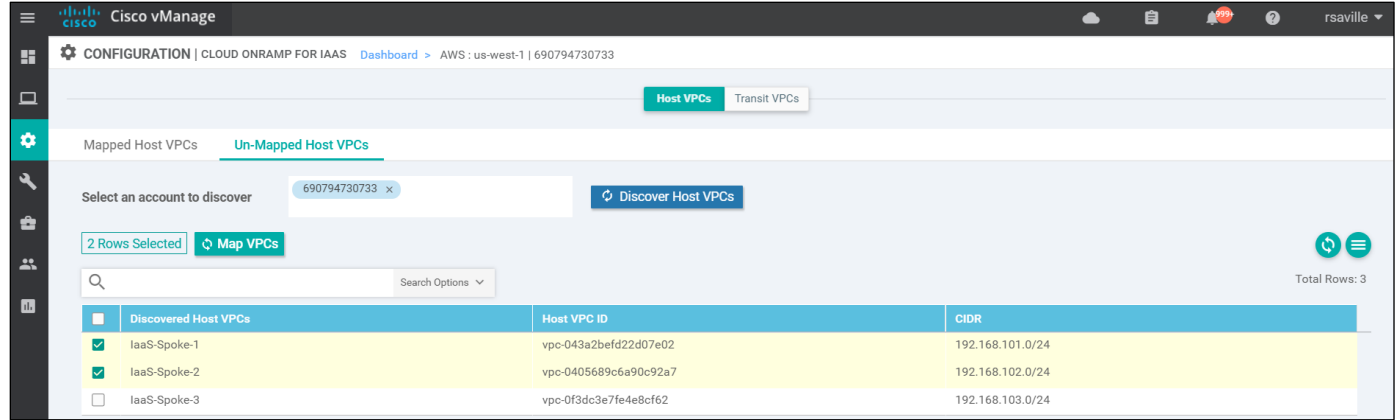 cisco Cisco vManage 999+ rsaville
CONFIGURATION | CLOUD ONRAMP FOR IAAS Dashboard > AWS : us-west-1 | 690794730733
Host VPCs Transit VPCs
Mapped Host VPCs Un-Mapped Host VPCs
Select an account to discover 690794730733 × Discover Host VPCs
2 Rows Selected Map VPCs
Search Options Total Rows: 3
Discovered Host VPCs Host VPC ID CIDR
IaaS-Spoke-1 vpc-043a2befd22d07e02 192.168.101.0/24
IaaS-Spoke-2 vpc-0405689c6a90c92a7 192.168.102.0/24
IaaS-Spoke-3 vpc-0f3dc3e7fe4e8cf62 192.168.103.0/24